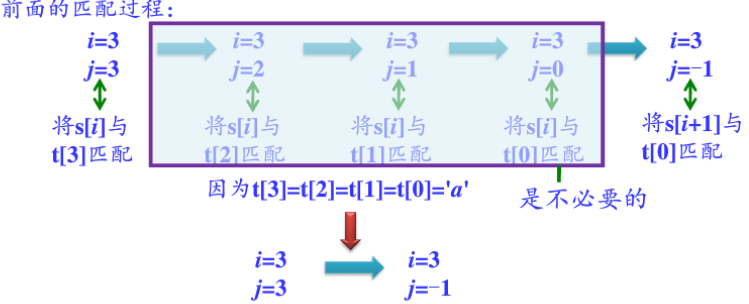 前面的匹配过程：
i=3 i=3 i=3 i=3 i=3
j=3 j=2 j=1 j=0 j=-1
将s[i]与 将s[i]与 将s[i]与 将s[i]与 将s[i+1]与
t[3]匹配 t[2]匹配 t[1]匹配 t[0]匹配 t[0]匹配
因为t[3]=t[2]=t[1]=t[0]='a'
是不必要的
i=3 i=3
j=3 j=-1